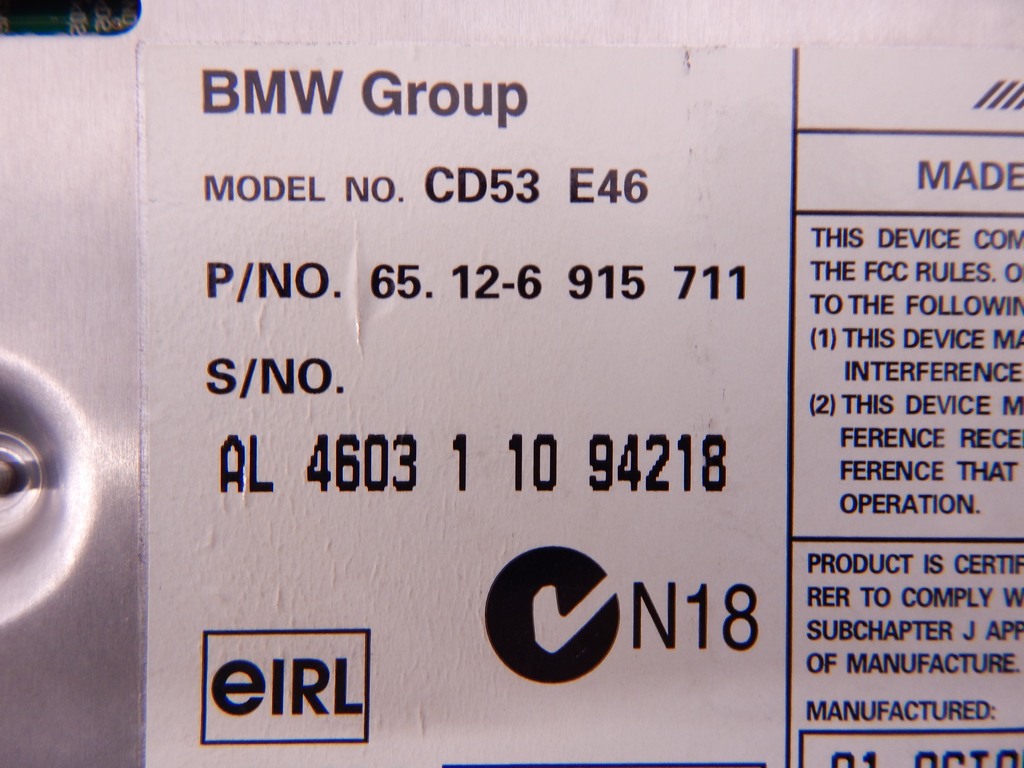 BMW Group
MODEL NO. CD53 E46
P/NO. 65. 12-6 915 711
S/NO.
AL 4603 1 10 94218
N18
eIRL
MADE
THIS DEVICE COM
THE FCC RULES. O
TO THE FOLLOWIN
(1) THIS DEVICE MA
INTERFERENCE
(2) THIS DEVICE M
FERENCE RECEI
FERENCE THAT
OPERATION.
PRODUCT IS CERTIF
RER TO COMPLY W
SUBCHAPTER J APP
OF MANUFACTURE.
MANUFACTURED: